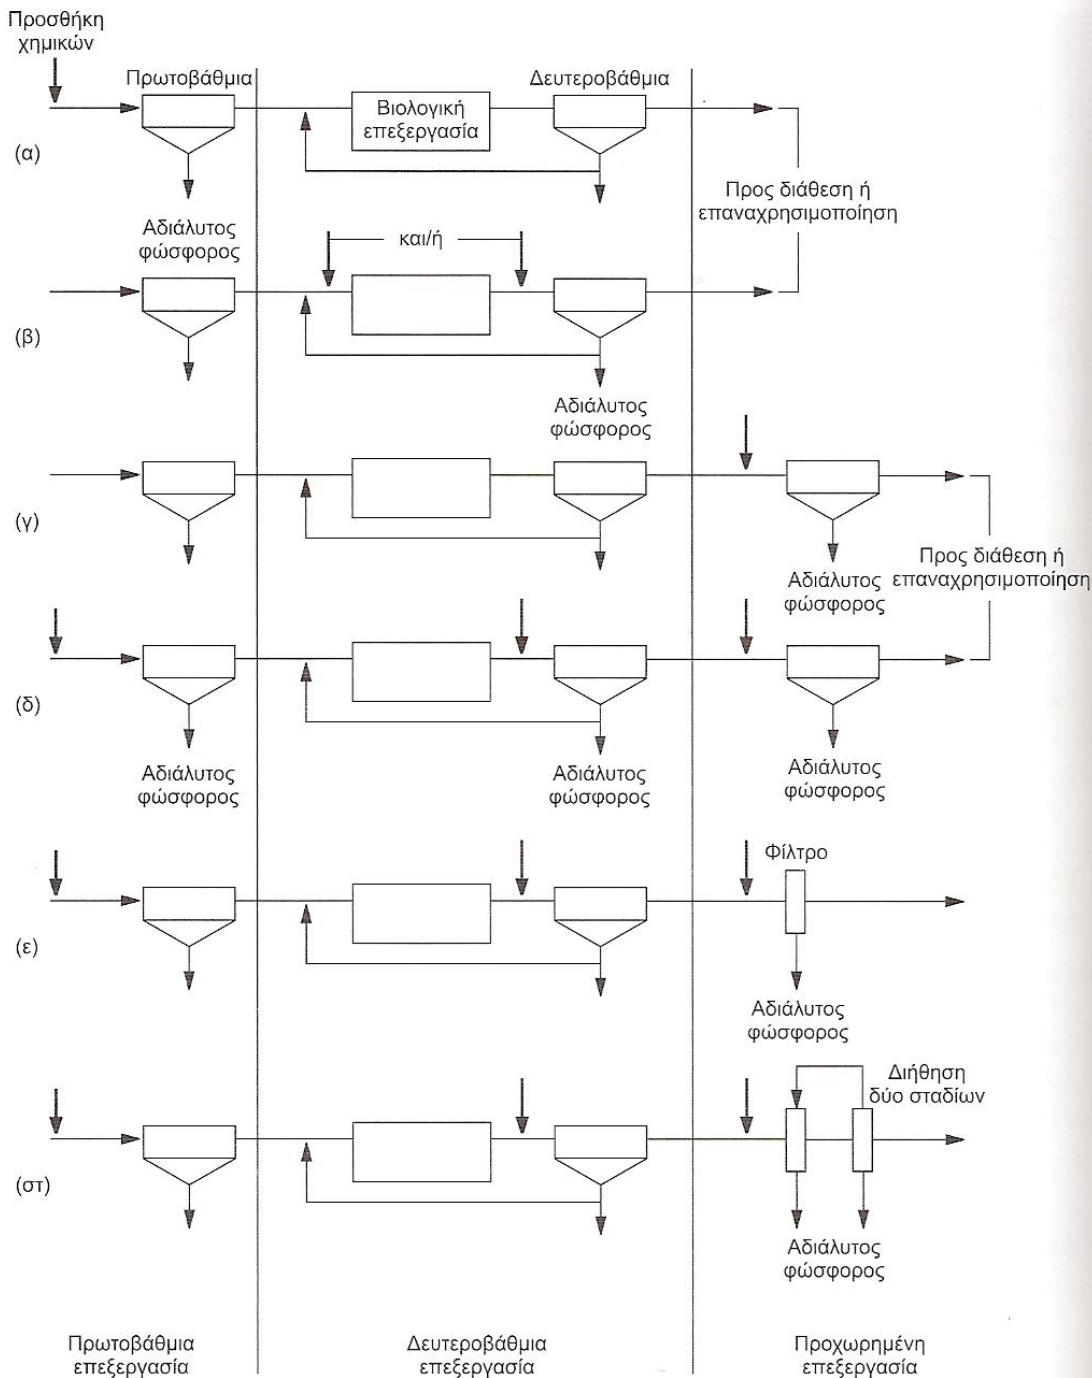 Προσθήκη
χημικών
Πρωτοβάθμια
Δευτεροβάθμια
Βιολογική
επεξεργασία
(α)
Προς διάθεση ή
επαναχρησιμοποίηση
Αδιάλυτος
φώσφορος
και/ή
(β)
Αδιάλυτος
φώσφορος
(γ)
Προς διάθεση ή
επαναχρησιμοποίηση
Αδιάλυτος
φώσφορος
(δ)
Αδιάλυτος
φώσφορος
Αδιάλυτος
φώσφορος
Αδιάλυτος
φώσφορος
Φίλτρο
(ε)
Αδιάλυτος
φώσφορος
Διήθηση
δύο σταδίων
(στ)
Αδιάλυτος
φώσφορος
Πρωτοβάθμια
επεξεργασία
Δευτεροβάθμια
επεξεργασία
Προχωρημένη
επεξεργασία